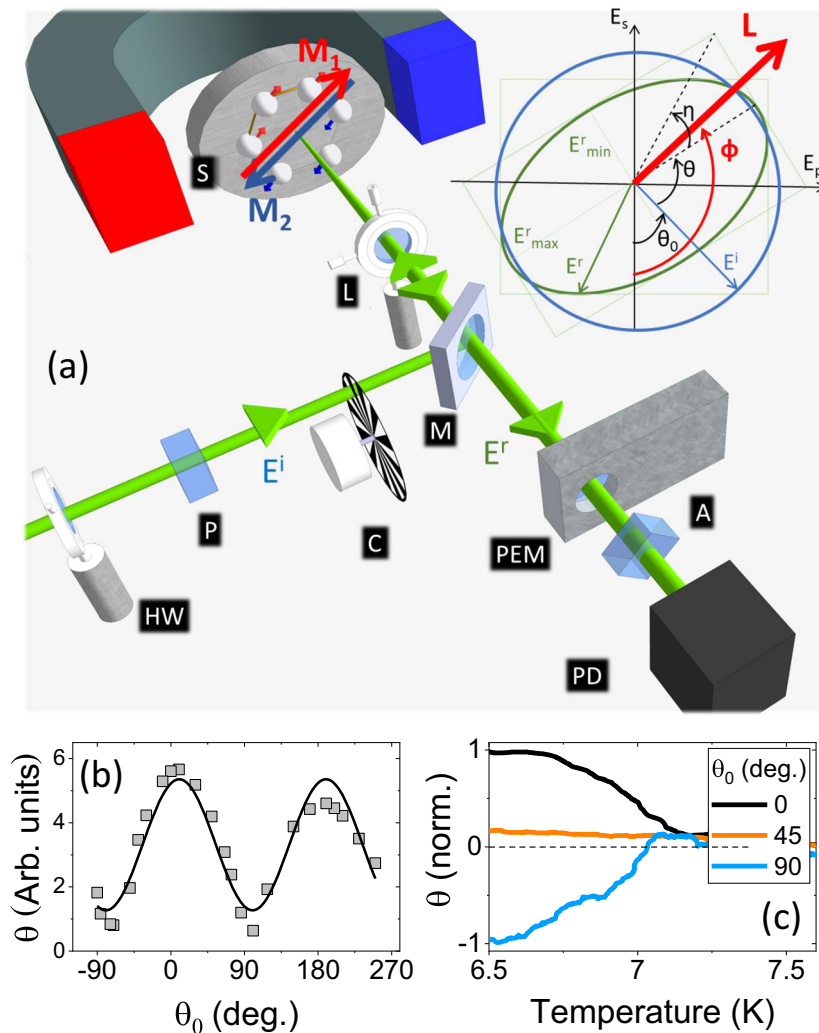 M₁
M₂
S
L
(a)
M
Eⁱ
Eʳ
P
C
A
PEM
HW
PD
Eₛ
L
Eₚ
η
Eʳmin
θ
ϕ
θ₀
Eʳmax
Eʳ
Eⁱ
(b)
θ (Arb. units)
6
4
2
0
-90 0 90 180 270
θ₀ (deg.)
(c)
θ (norm.)
1
0
-1
θ₀ (deg.)
0
45
90
6.5 7 7.5
Temperature (K)